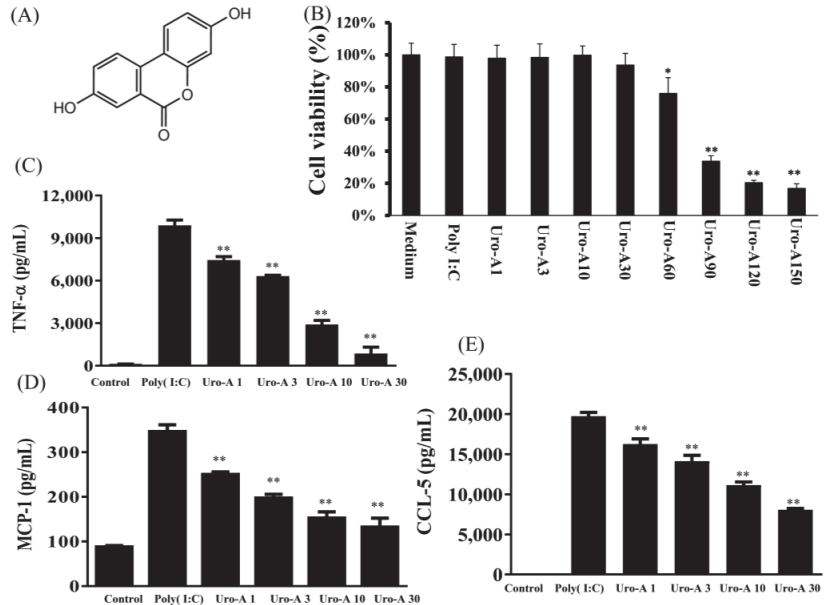 (A)
OH
HO
O
O
(B)
Cell viability (%)
120%
100%
80%
60%
40%
20%
0%
*
**
**
**
Medium
Poly I:C
Uro-A1
Uro-A3
Uro-A10
Uro-A30
Uro-A60
Uro-A90
Uro-A120
Uro-A150
(C)
TNF-α (pg/mL)
12,000
9,000
6,000
3,000
0
**
**
**
**
Control Poly( I:C) Uro-A 1 Uro-A 3 Uro-A 10 Uro-A 30
(D)
MCP-1 (pg/mL)
400
300
200
100
0
**
**
**
**
Control Poly( I:C) Uro-A 1 Uro-A 3 Uro-A 10 Uro-A 30
(E)
CCL-5 (pg/mL)
25,000
20,000
15,000
10,000
5,000
0
**
**
**
**
Control Poly( I:C) Uro-A 1 Uro-A 3 Uro-A 10 Uro-A 30